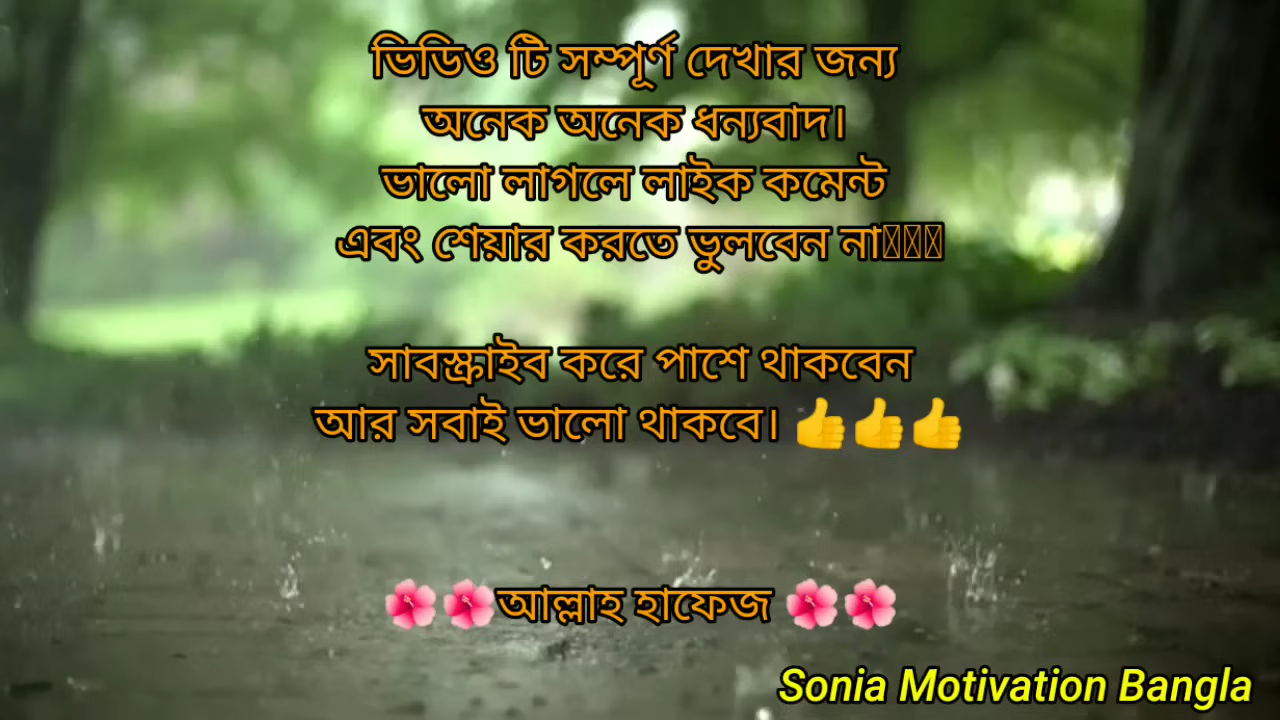 ভিডিও টি সম্পূর্ণ দেখার জন্য
অনেক অনেক ধন্যবাদ।
ভালো লাগলে লাইক কমেন্ট
এবং শেয়ার করতে ভুলবেন না
সাবস্ক্রাইব করে পাশে থাকবেন
আর সবাই ভালো থাকবে। 👍👍👍
🌺🌺আল্লাহ হাফেজ 🌺🌺
Sonia Motivation Bangla